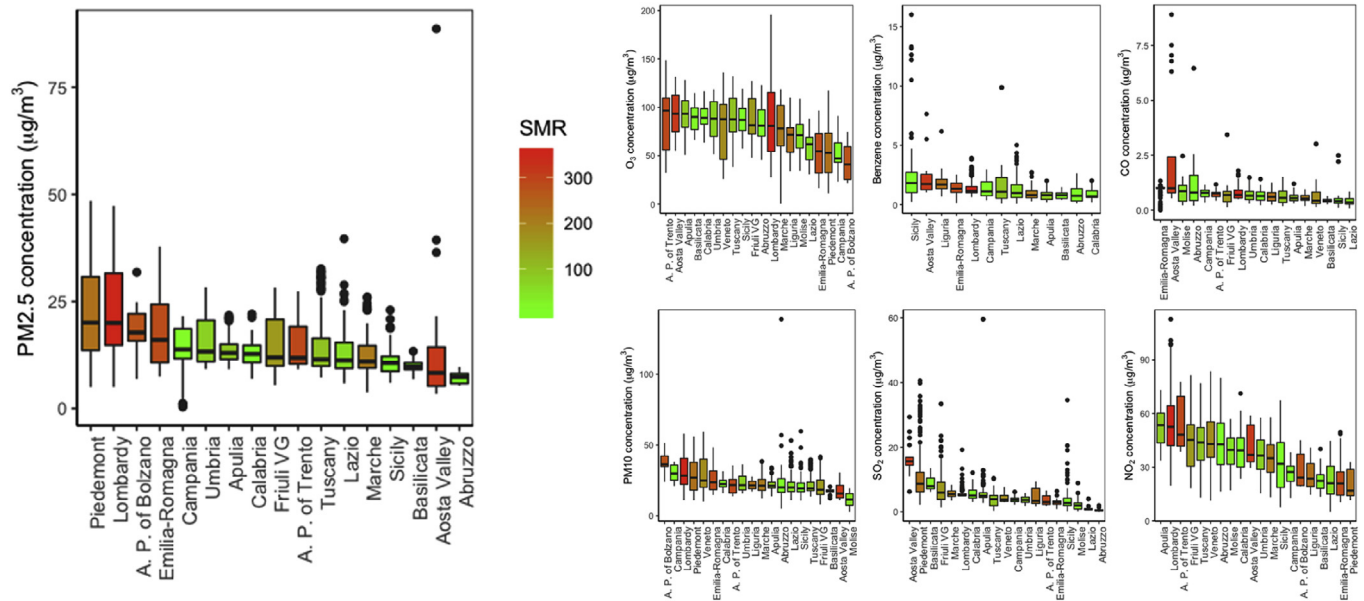 PM2.5 concentration (µg/m³)
75
50
25
0
Piedemont
Lombardy
A. P. of Bolzano
Emilia-Romagna
Campania
Umbria
Apulia
Calabria
Friuli VG
A. P. of Trento
Tuscany
Lazio
Marche
Sicily
Basilicata
Aosta Valley
Abruzzo
SMR
300
200
100
O₃ concentration (µg/m³)
200
150
100
50
0
A. P. of Trento
Aosta Valley
Apulia
Basilicata
Calabria
Umbria
Veneto
Tuscany
Sicily
Friuli VG
Abruzzo
Lombardy
Marche
Liguria
Molise
Lazio
Emilia-Romagna
Piedemont
Campania
A. P. of Bolzano
Benzene concentration (µg/m³)
16
12
8
4
0
Sicily
Aosta Valley
Liguria
Emilia-Romagna
Lombardy
Campania
Tuscany
Lazio
Marche
Apulia
Basilicata
Abruzzo
Calabria
CO concentration (µg/m³)
7.5
5.0
2.5
0.0
Emilia-Romagna
Aosta Valley
Molise
Abruzzo
Campania
A. P. of Trento
Friuli VG
Lombardy
Umbria
Calabria
Liguria
Tuscany
Apulia
Marche
Veneto
Basilicata
Sicily
Lazio
PM10 concentration (µg/m³)
100
50
0
A. P. of Bolzano
Campania
Lombardy
Piedemont
Veneto
Emilia-Romagna
Calabria
A. P. of Trento
Umbria
Liguria
Marche
Apulia
Abruzzo
Lazio
Sicily
Tuscany
Friuli VG
Basilicata
Aosta Valley
Molise
SO₂ concentration (µg/m³)
60
40
20
0
Aosta Valley
Piedemont
Basilicata
Friuli VG
Marche
Lombardy
Calabria
Apulia
Tuscany
Veneto
Campania
Umbria
Liguria
A. P. of Trento
Emilia-Romagna
Sicily
Molise
Lazio
Abruzzo
NO₂ concentration (µg/m³)
90
60
30
0
Apulia
Lombardy
A. P. of Trento
Friuli VG
Tuscany
Veneto
Abruzzo
Molise
Calabria
Aosta Valley
Umbria
Marche
Sicily
Campania
A. P. of Bolzano
Liguria
Basilicata
Lazio
Emilia-Romagna
Piedemont